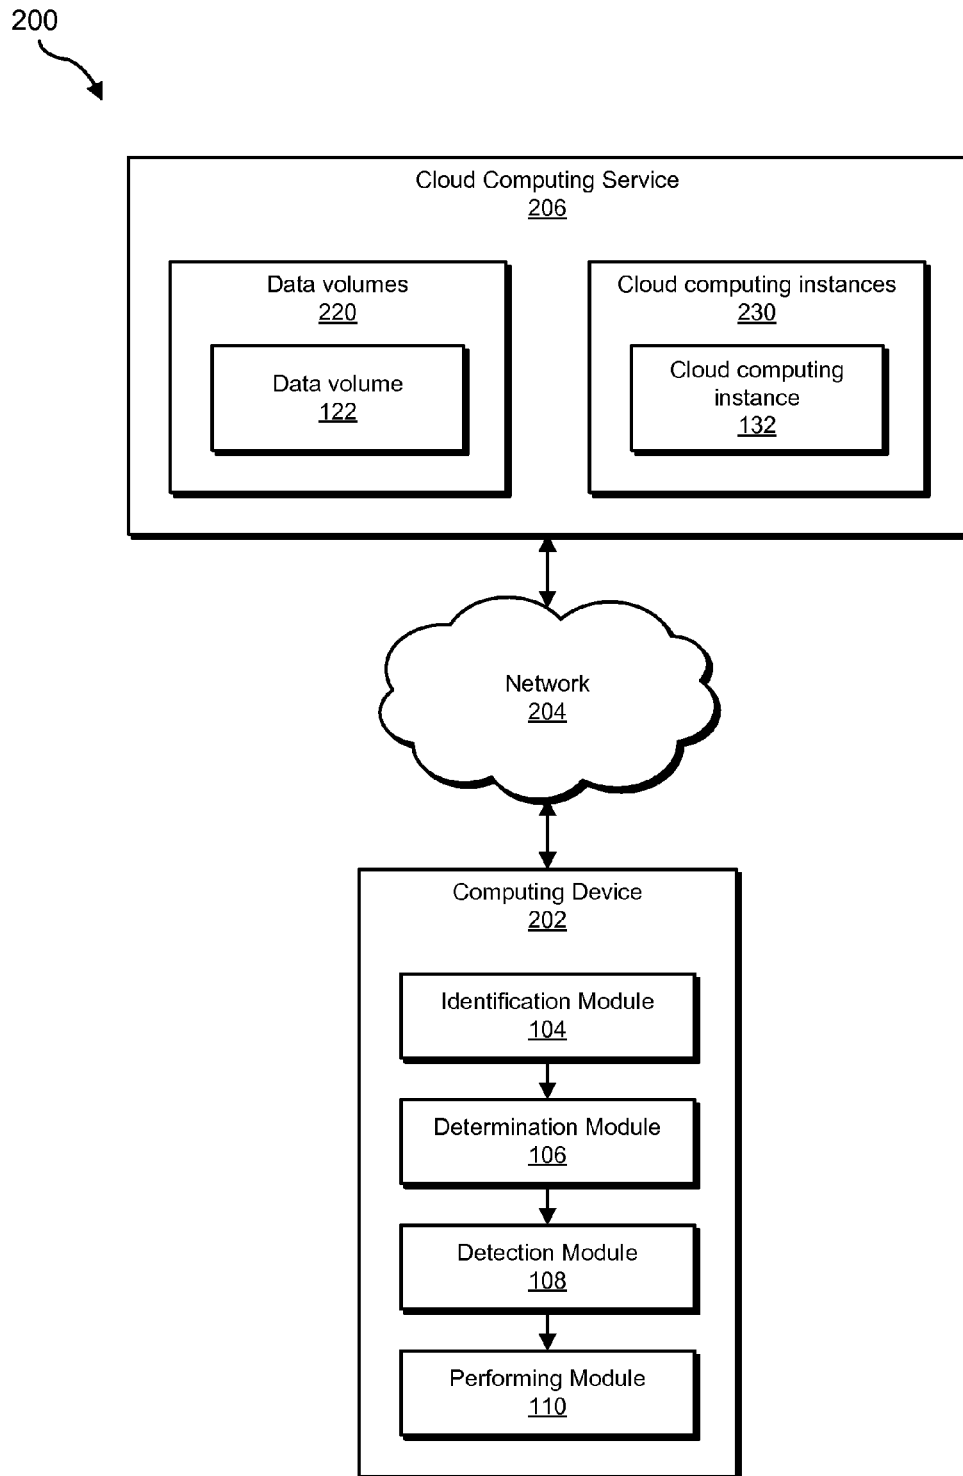 200
Cloud Computing Service
206
Data volumes
220
Data volume
122
Cloud computing instances
230
Cloud computing
instance
132
Network
204
Computing Device
202
Identification Module
104
Determination Module
106
Detection Module
108
Performing Module
110